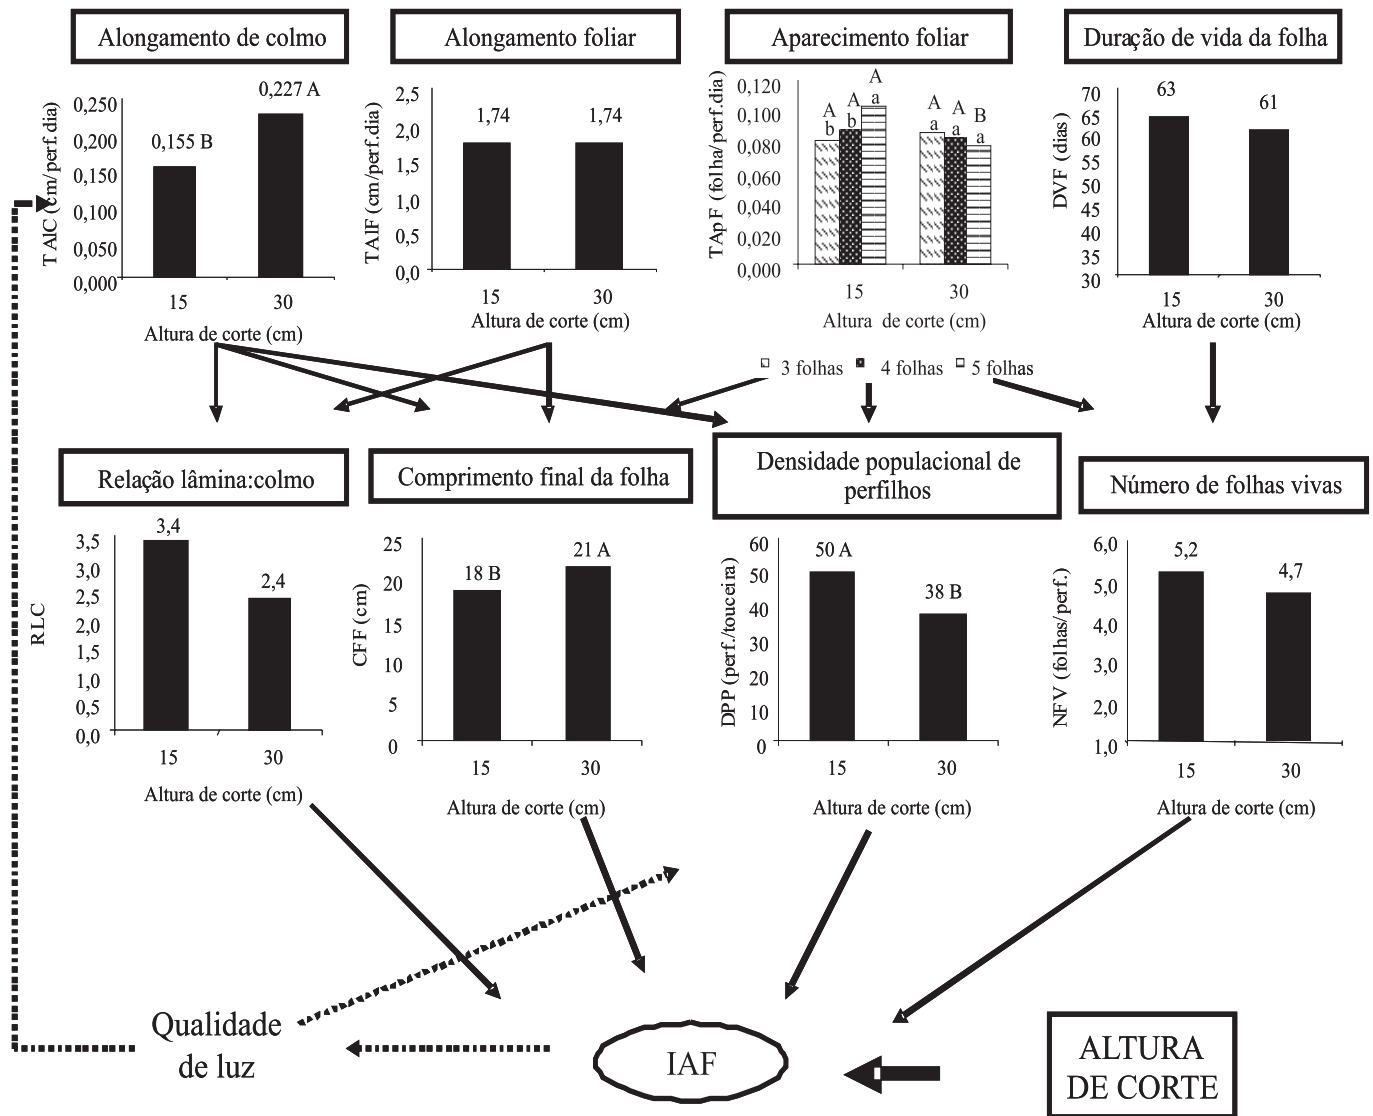 Alongamento de colmo
Alongamento foliar
Aparecimento foliar
Duração de vida da folha
TAlC (cm/perf.dia)
0,250
0,200
0,150
0,100
0,050
0,000
0,155 B
0,227 A
15
30
Altura de corte (cm)
TAlF (cm/perf.dia)
2,5
2,0
1,5
1,0
0,5
0,0
1,74
1,74
15
30
Altura de corte (cm)
TApF (folha/perf.dia)
0,120
0,100
0,080
0,060
0,040
0,020
0,000
A
b
A
b
A
a
A
a
A
a
B
a
15
30
Altura de corte (cm)
3 folhas
4 folhas
5 folhas
DVF (dias)
70
65
60
55
50
45
40
35
30
63
61
15
30
Altura de corte (cm)
Relação lâmina:colmo
Comprimento final da folha
Densidade populacional de
perfilhos
Número de folhas vivas
RLC
3,5
3,0
2,5
2,0
1,5
1,0
0,5
0,0
3,4
2,4
15
30
Altura de corte (cm)
CFF (cm)
25
20
15
10
5
0
18 B
21 A
15
30
Altura de corte (cm)
DPP (perf./touceira)
60
50
40
30
20
10
0
50 A
38 B
15
30
Altura de corte (cm)
NFV (folhas/perf.)
6,0
5,0
4,0
3,0
2,0
1,0
5,2
4,7
15
30
Altura de corte (cm)
Qualidade
de luz
IAF
ALTURA
DE CORTE